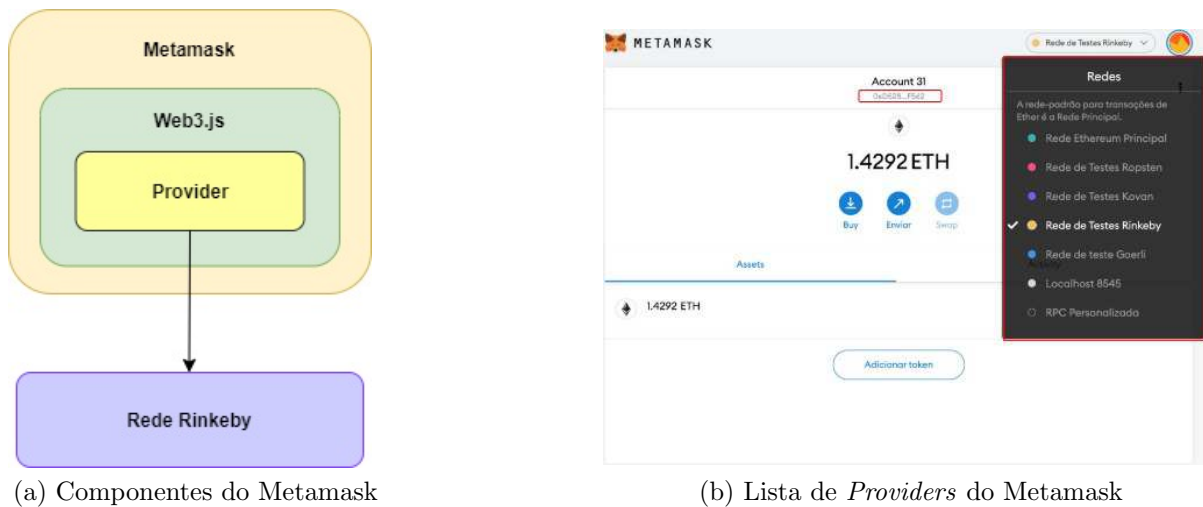 Metamask
Web3.js
Provider
Rede Rinkeby
(a) Componentes do Metamask
METAMASK
Rede de Testes Rinkeby
Account 31
Redes
A rede-padrão para transações de
Ether é a Rede Principal.
Rede Ethereum Principal
Rede de Testes Ropsten
Rede de Testes Kovan
Rede de Testes Rinkeby
Rede de teste Goerli
Localhost 8545
RPC Personalizada
1.4292 ETH
Buy
Enviar
Swap
Assets
1.4292 ETH
Adicionar token
(b) Lista de Providers do Metamask